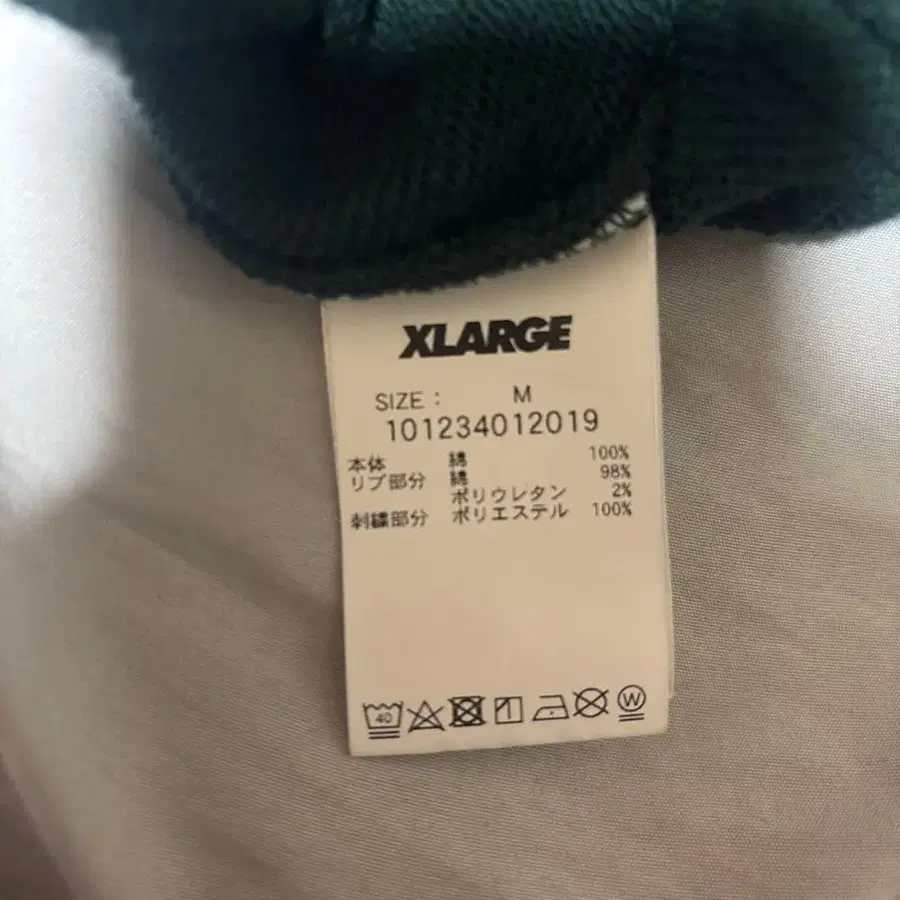 XLARGE
SIZE : M
101234012019
本体 綿 100%
リブ部分 綿 98%
ポリウレタン 2%
刺繍部分 ポリエステル 100%
40
W